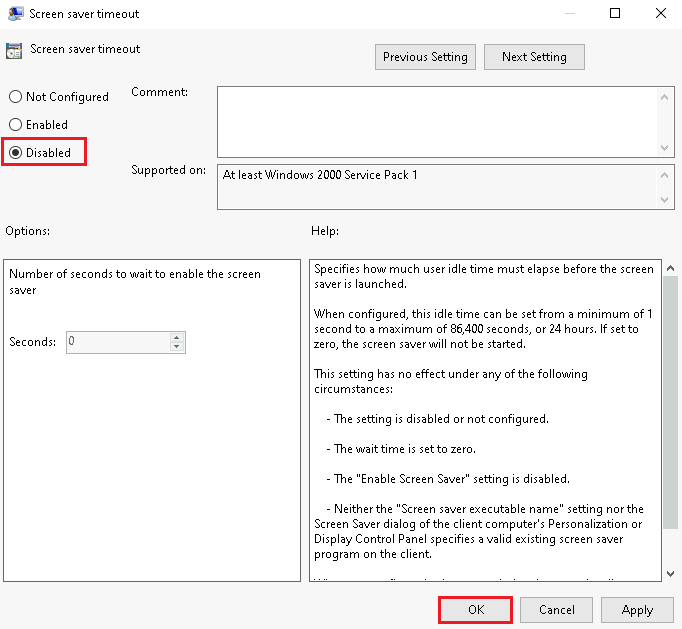 Screen saver timeout
Screen saver timeout
Previous Setting
Next Setting
Not Configured
Comment:
Enabled
Disabled
Supported on:
At least Windows 2000 Service Pack 1
Options:
Help:
Number of seconds to wait to enable the screen
saver
Seconds:
0
Specifies how much user idle time must elapse before the screen
saver is launched.
When configured, this idle time can be set from a minimum of 1
second to a maximum of 86,400 seconds, or 24 hours. If set to
zero, the screen saver will not be started.
This setting has no effect under any of the following
circumstances:
- The setting is disabled or not configured.
- The wait time is set to zero.
- The "Enable Screen Saver" setting is disabled.
- Neither the "Screen saver executable name" setting nor the
Screen Saver dialog of the client computer's Personalization or
Display Control Panel specifies a valid existing screen saver
program on the client.
OK
Cancel
Apply